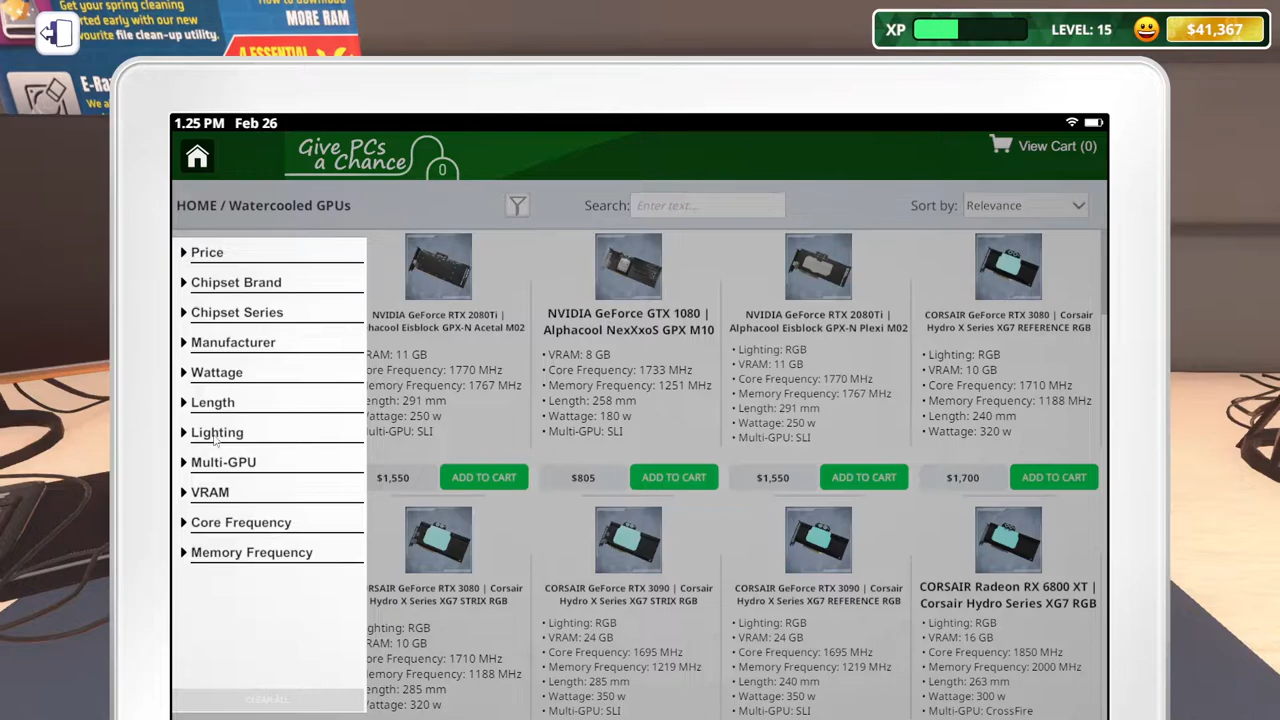 Get your spring cleaning
started early with our new
favourite file clean-up utility.
How to download
MORE RAM
A ESSENTIAL
XP
LEVEL: 15
$41,367
1.25 PM Feb 26
Give PCs
a Chance
0
View Cart (0)
HOME / Watercooled GPUs
Search:
Enter text...
Sort by:
Relevance
Price
Chipset Brand
Chipset Series
Manufacturer
Wattage
Length
Lighting
Multi-GPU
VRAM
Core Frequency
Memory Frequency
CLEAR ALL
NVIDIA GeForce RTX 2080Ti |
hacool Eisblock GPX-N Acetal M02
RAM: 11 GB
ore Frequency: 1770 MHz
emory Frequency: 1767 MHz
ength: 291 mm
attage: 250 w
ulti-GPU: SLI
$1,550
ADD TO CART
NVIDIA GeForce GTX 1080 |
Alphacool NexXxoS GPX M10
• VRAM: 8 GB
• Core Frequency: 1733 MHz
• Memory Frequency: 1251 MHz
• Length: 258 mm
• Wattage: 180 w
• Multi-GPU: SLI
$805
ADD TO CART
NVIDIA GeForce RTX 2080Ti |
Alphacool Eisblock GPX-N Plexi M02
• Lighting: RGB
• VRAM: 11 GB
• Core Frequency: 1770 MHz
• Memory Frequency: 1767 MHz
• Length: 291 mm
• Wattage: 250 w
• Multi-GPU: SLI
$1,550
ADD TO CART
CORSAIR GeForce RTX 3080 | Corsair
Hydro X Series XG7 REFERENCE RGB
• Lighting: RGB
• VRAM: 10 GB
• Core Frequency: 1710 MHz
• Memory Frequency: 1188 MHz
• Length: 240 mm
• Wattage: 320 w
$1,700
ADD TO CART
RSAIR GeForce RTX 3080 | Corsair
Hydro X Series XG7 STRIX RGB
ghting: RGB
RAM: 10 GB
ore Frequency: 1710 MHz
emory Frequency: 1188 MHz
ength: 285 mm
attage: 320 w
CORSAIR GeForce RTX 3090 | Corsair
Hydro X Series XG7 STRIX RGB
• Lighting: RGB
• VRAM: 24 GB
• Core Frequency: 1695 MHz
• Memory Frequency: 1219 MHz
• Length: 285 mm
• Wattage: 350 w
• Multi-GPU: SLI
CORSAIR GeForce RTX 3090 | Corsair
Hydro X Series XG7 REFERENCE RGB
• Lighting: RGB
• VRAM: 24 GB
• Core Frequency: 1695 MHz
• Memory Frequency: 1219 MHz
• Length: 240 mm
• Wattage: 350 w
• Multi-GPU: SLI
CORSAIR Radeon RX 6800 XT |
Corsair Hydro Series XG7 RGB
• Lighting: RGB
• VRAM: 16 GB
• Core Frequency: 1850 MHz
• Memory Frequency: 2000 MHz
• Length: 263 mm
• Wattage: 300 w
• Multi-GPU: CrossFire